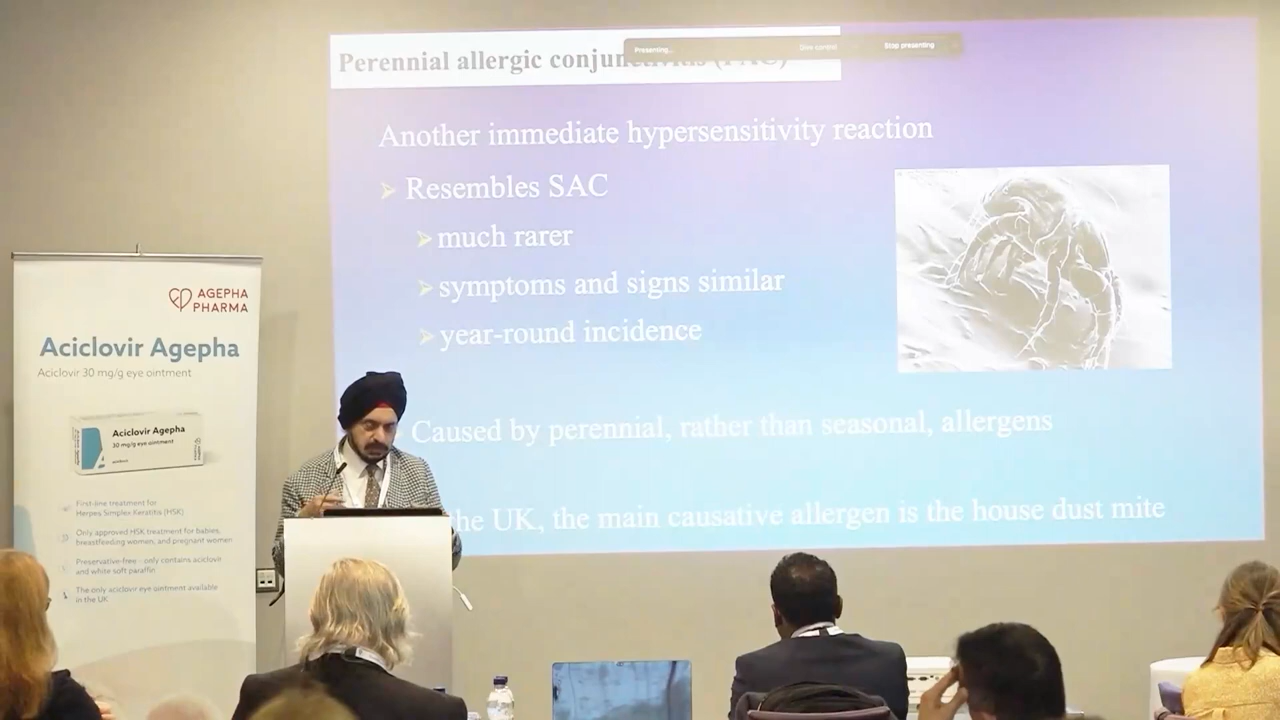 Perennial allergic conjunctivitis (PAC)
Presenting...
Give control
Stop presenting
Another immediate hypersensitivity reaction
Resembles SAC
much rarer
symptoms and signs similar
year-round incidence
Caused by perennial, rather than seasonal, allergens
the UK, the main causative allergen is the house dust mite
AGEPHA
PHARMA
Aciclovir Agepha
Aciclovir 30 mg/g eye ointment
Aciclovir Agepha
30 mg/g eye ointment
First-line treatment for
Herpes Simplex Keratitis (HSK)
Only approved HSK treatment for babies,
breastfeeding women, and pregnant women
Preservative-free - only contains aciclovir
and white soft paraffin
The only aciclovir eye ointment available
in the UK